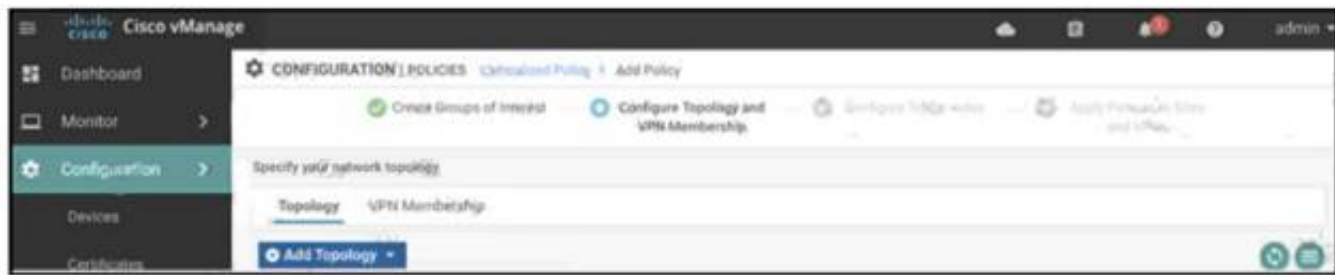 cisco Cisco vManage admin
Dashboard
CONFIGURATION | POLICIES Centralized Policy > Add Policy
Create Groups of Interest
Configure Topology and
VPN Membership
Monitor
Configuration
Specify your network topology
Topology VPN Membership
Devices
Add Topology
Certificates